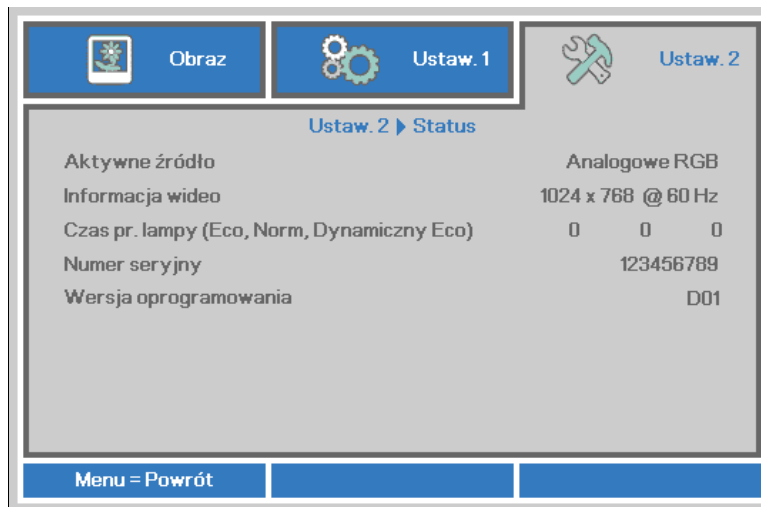 Obraz
Ustaw. 1
Ustaw. 2
Ustaw. 2 ▶ Status
Aktywne źródło Analogowe RGB
Informacja wideo 1024 x 768 @ 60 Hz
Czas pr. lampy (Eco, Norm, Dynamiczny Eco) 0 0 0
Numer seryjny 123456789
Wersja oprogramowania D01
Menu = Powrót